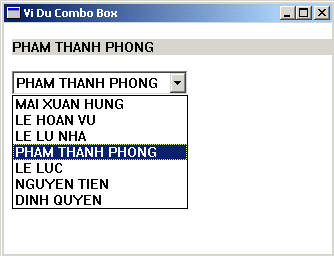 Vi Du Combo Box
PHAM THANH PHONG
PHAM THANH PHONG
MAI XUAN HUNG
LE HOAN VU
LE LU NHA
PHAM THANH PHONG
LE LUC
NGUYEN TIEN
DINH QUYEN